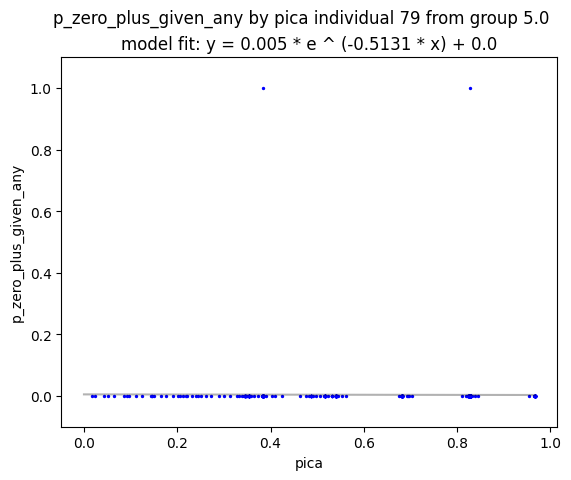 p_zero_plus_given_any by pica individual 79 from group 5.0
model fit: y = 0.005 * e ^ (-0.5131 * x) + 0.0
1.0
0.8
0.6
0.4
0.2
0.0
p_zero_plus_given_any
0.0 0.2 0.4 0.6 0.8 1.0
pica